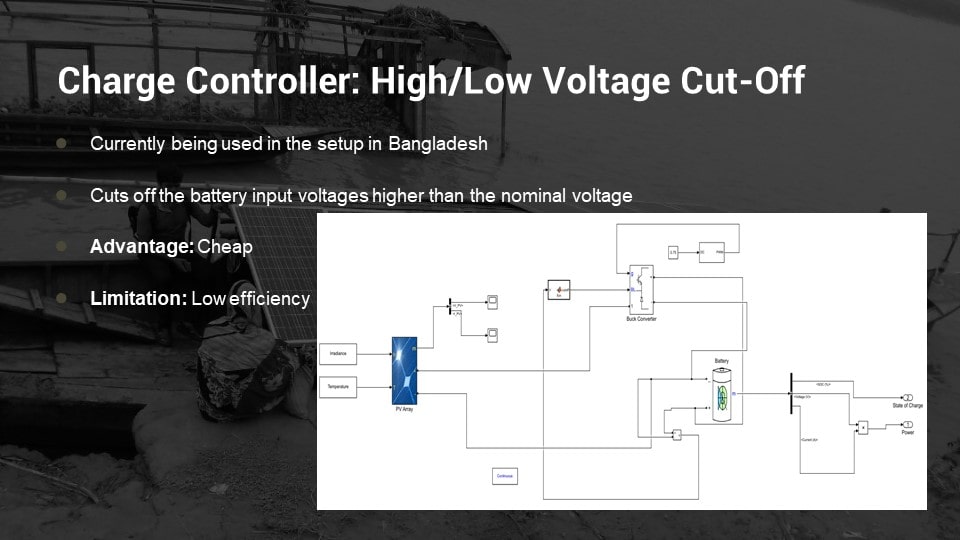 Charge Controller: High/Low Voltage Cut-Off
Currently being used in the setup in Bangladesh
Cuts off the battery input voltages higher than the nominal voltage
Advantage: Cheap
Limitation: Low efficiency
Buck Converter
Battery
Irradiance
Temperature
PV Array
State of Charge
Power
Continuous